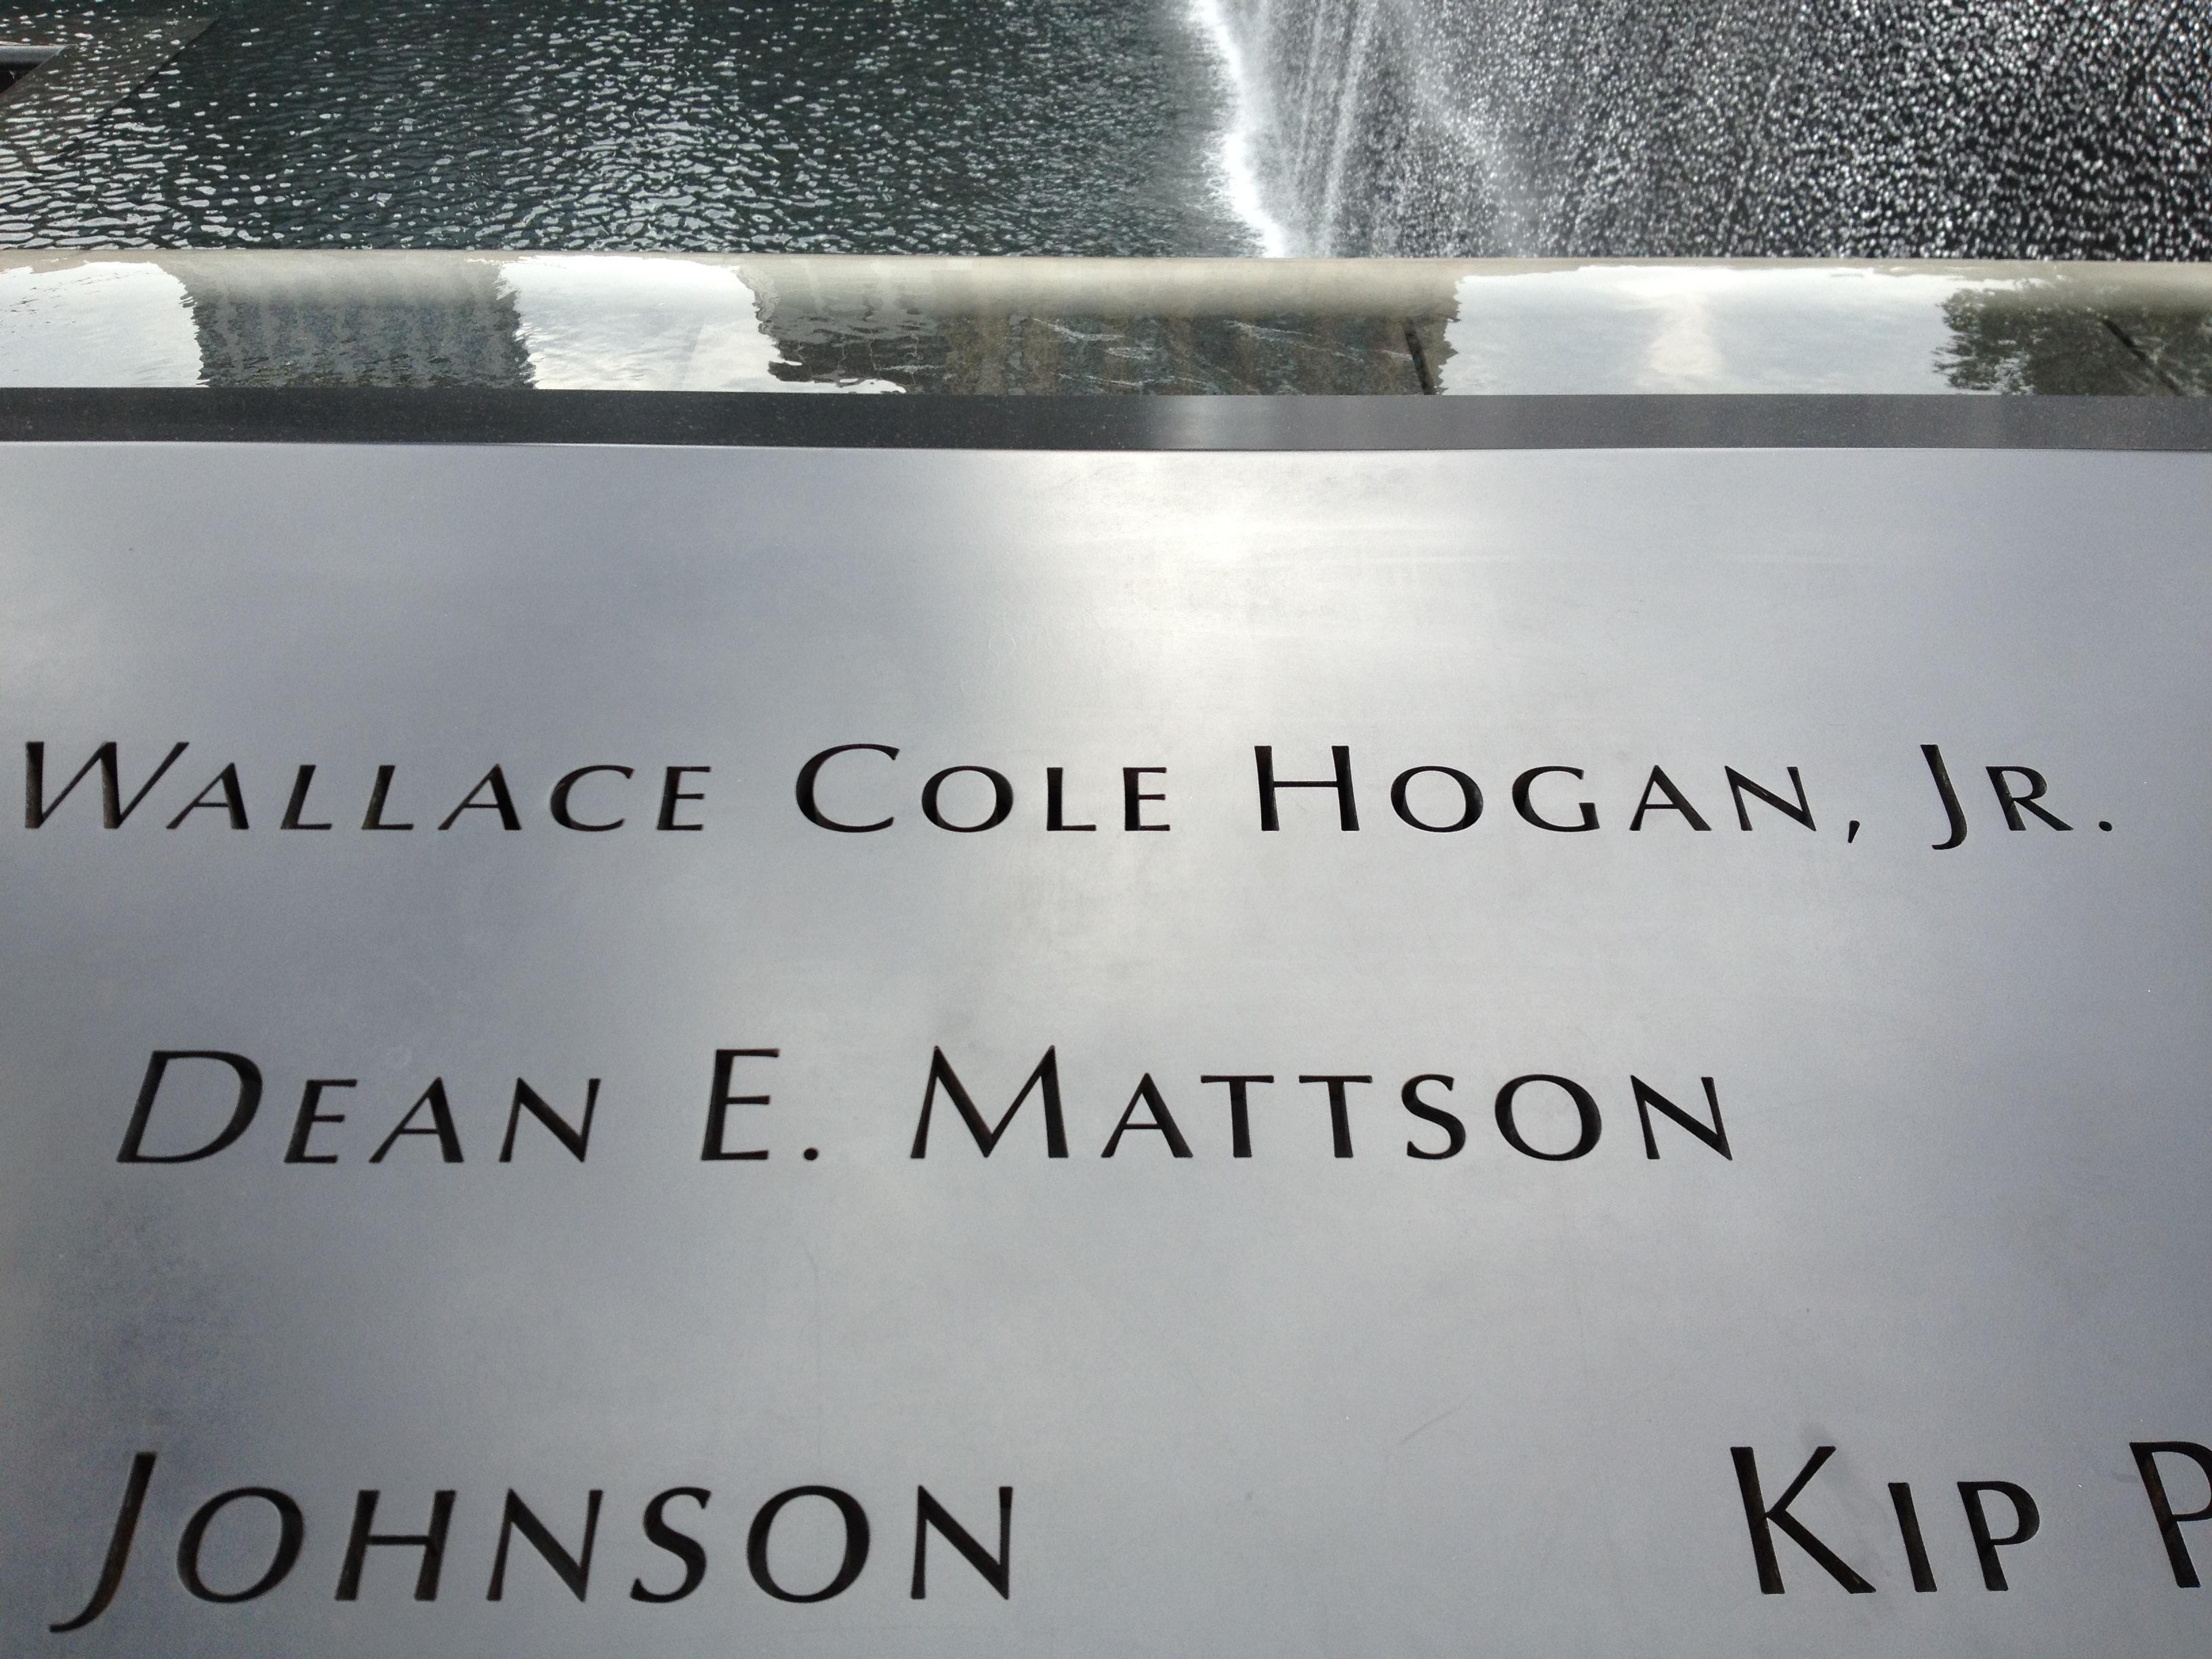 Wallace Cole Hogan, Jr.
Dean E. Mattson
Johnson Kip P